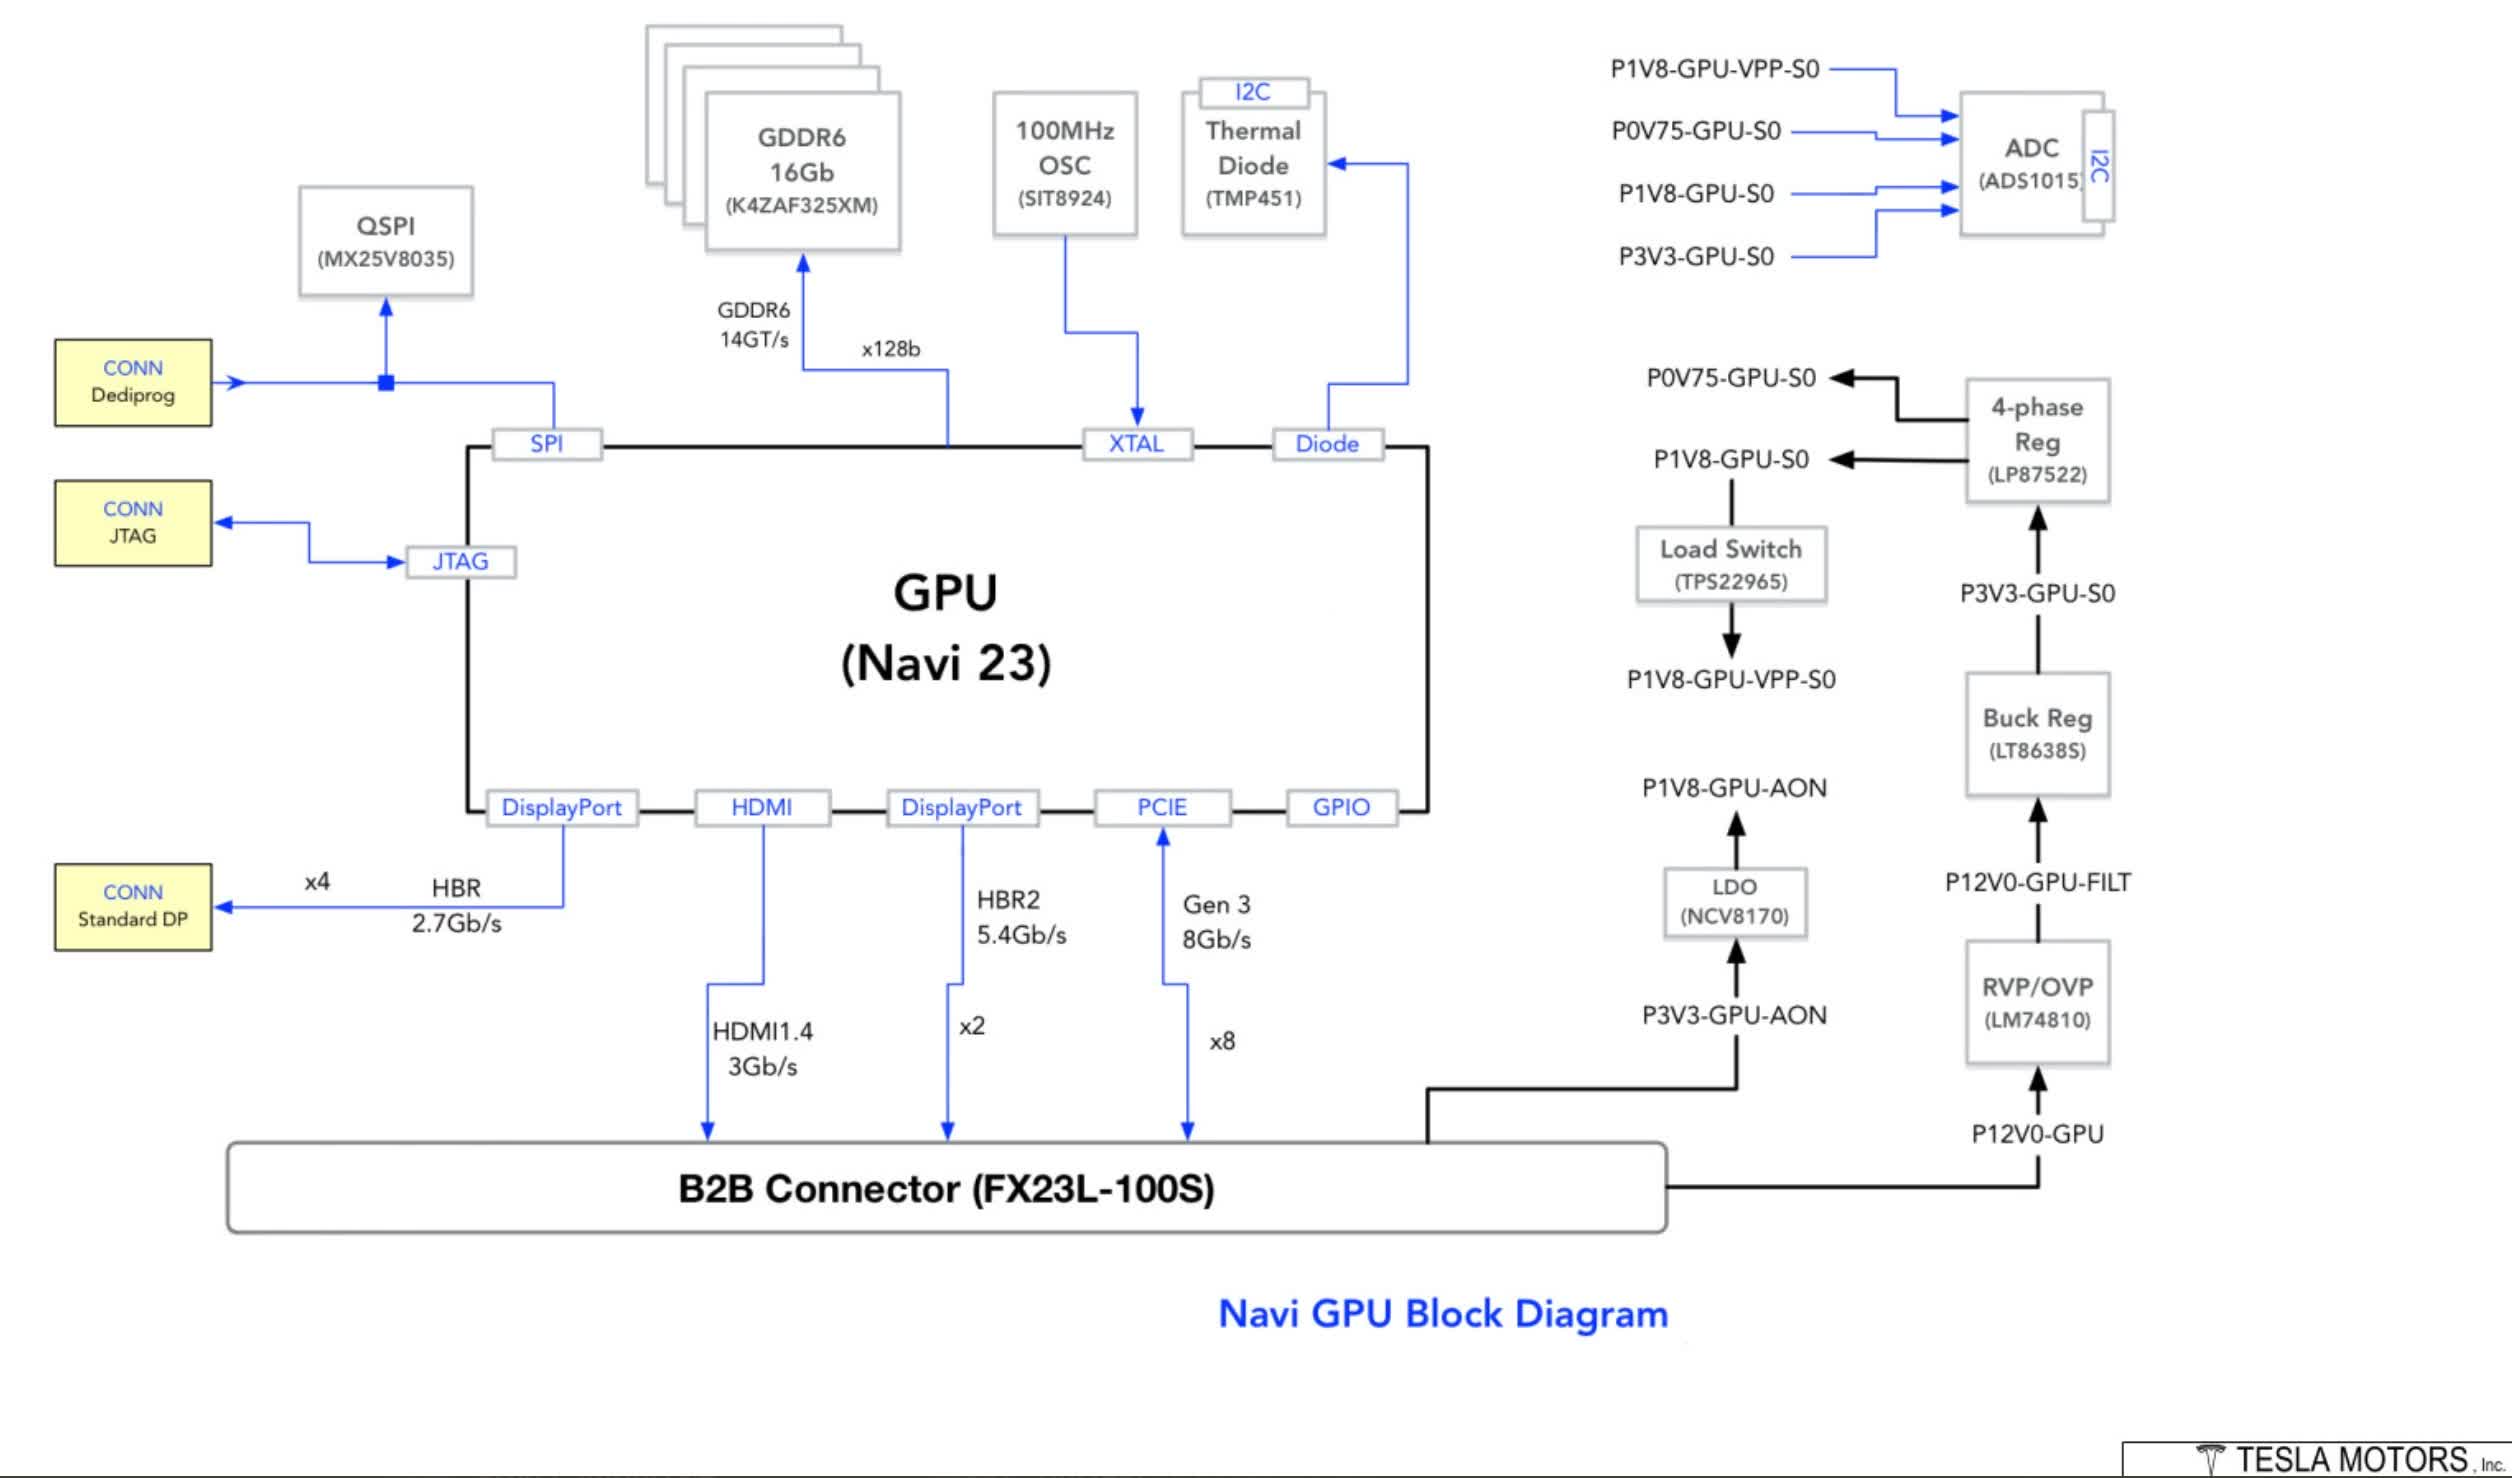 P1V8-GPU-VPP-S0
P0V75-GPU-S0
P1V8-GPU-S0
P3V3-GPU-S0
ADC
(ADS1015)
I2C
GDDR6
16Gb
(K4ZAF325XM)
100MHz
OSC
(SIT8924)
I2C
Thermal
Diode
(TMP451)
QSPI
(MX25V8035)
GDDR6
14GT/s
x128b
CONN
Dediprog
CONN
JTAG
SPI
XTAL
Diode
JTAG
GPU
(Navi 23)
DisplayPort
HDMI
DisplayPort
PCIE
GPIO
CONN
Standard DP
x4
HBR
2.7Gb/s
HDMI1.4
3Gb/s
HBR2
5.4Gb/s
x2
Gen 3
8Gb/s
x8
B2B Connector (FX23L-100S)
P0V75-GPU-S0
P1V8-GPU-S0
4-phase
Reg
(LP87522)
Load Switch
(TPS22965)
P1V8-GPU-VPP-S0
P3V3-GPU-S0
Buck Reg
(LT8638S)
P1V8-GPU-AON
LDO
(NCV8170)
P3V3-GPU-AON
P12V0-GPU-FILT
RVP/OVP
(LM74810)
P12V0-GPU
Navi GPU Block Diagram
TESLA MOTORS, Inc.